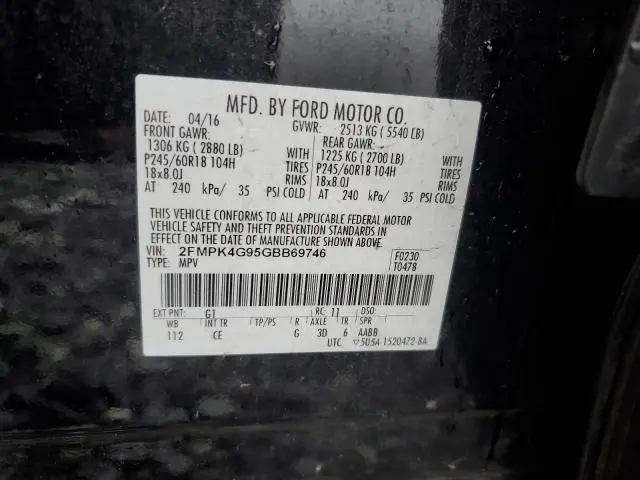 MFD. BY FORD MOTOR CO.
DATE: 04/16 GVWR: 2513 KG ( 5540 LB)
FRONT GAWR: REAR GAWR:
1306 KG ( 2880 LB) WITH 1225 KG ( 2700 LB) WITH
P245/60R18 104H TIRES P245/60R18 104H TIRES
18x8.0J RIMS 18x8.0J RIMS
AT 240 kPa/ 35 PSI COLD AT 240 kPa/ 35 PSI COLD
THIS VEHICLE CONFORMS TO ALL APPLICABLE FEDERAL MOTOR
VEHICLE SAFETY AND THEFT PREVENTION STANDARDS IN
EFFECT ON THE DATE OF MANUFACTURE SHOWN ABOVE.
VIN: 2FMPK4G95GBB69746 F0230
TYPE: MPV T0478
EXT PNT: G1 RC: 11 DSO:
WB INT TR TP/PS R AXLE TR SPR
112 CE G 3D 6 AABB
UTC ▽5U5A-1520472-BA